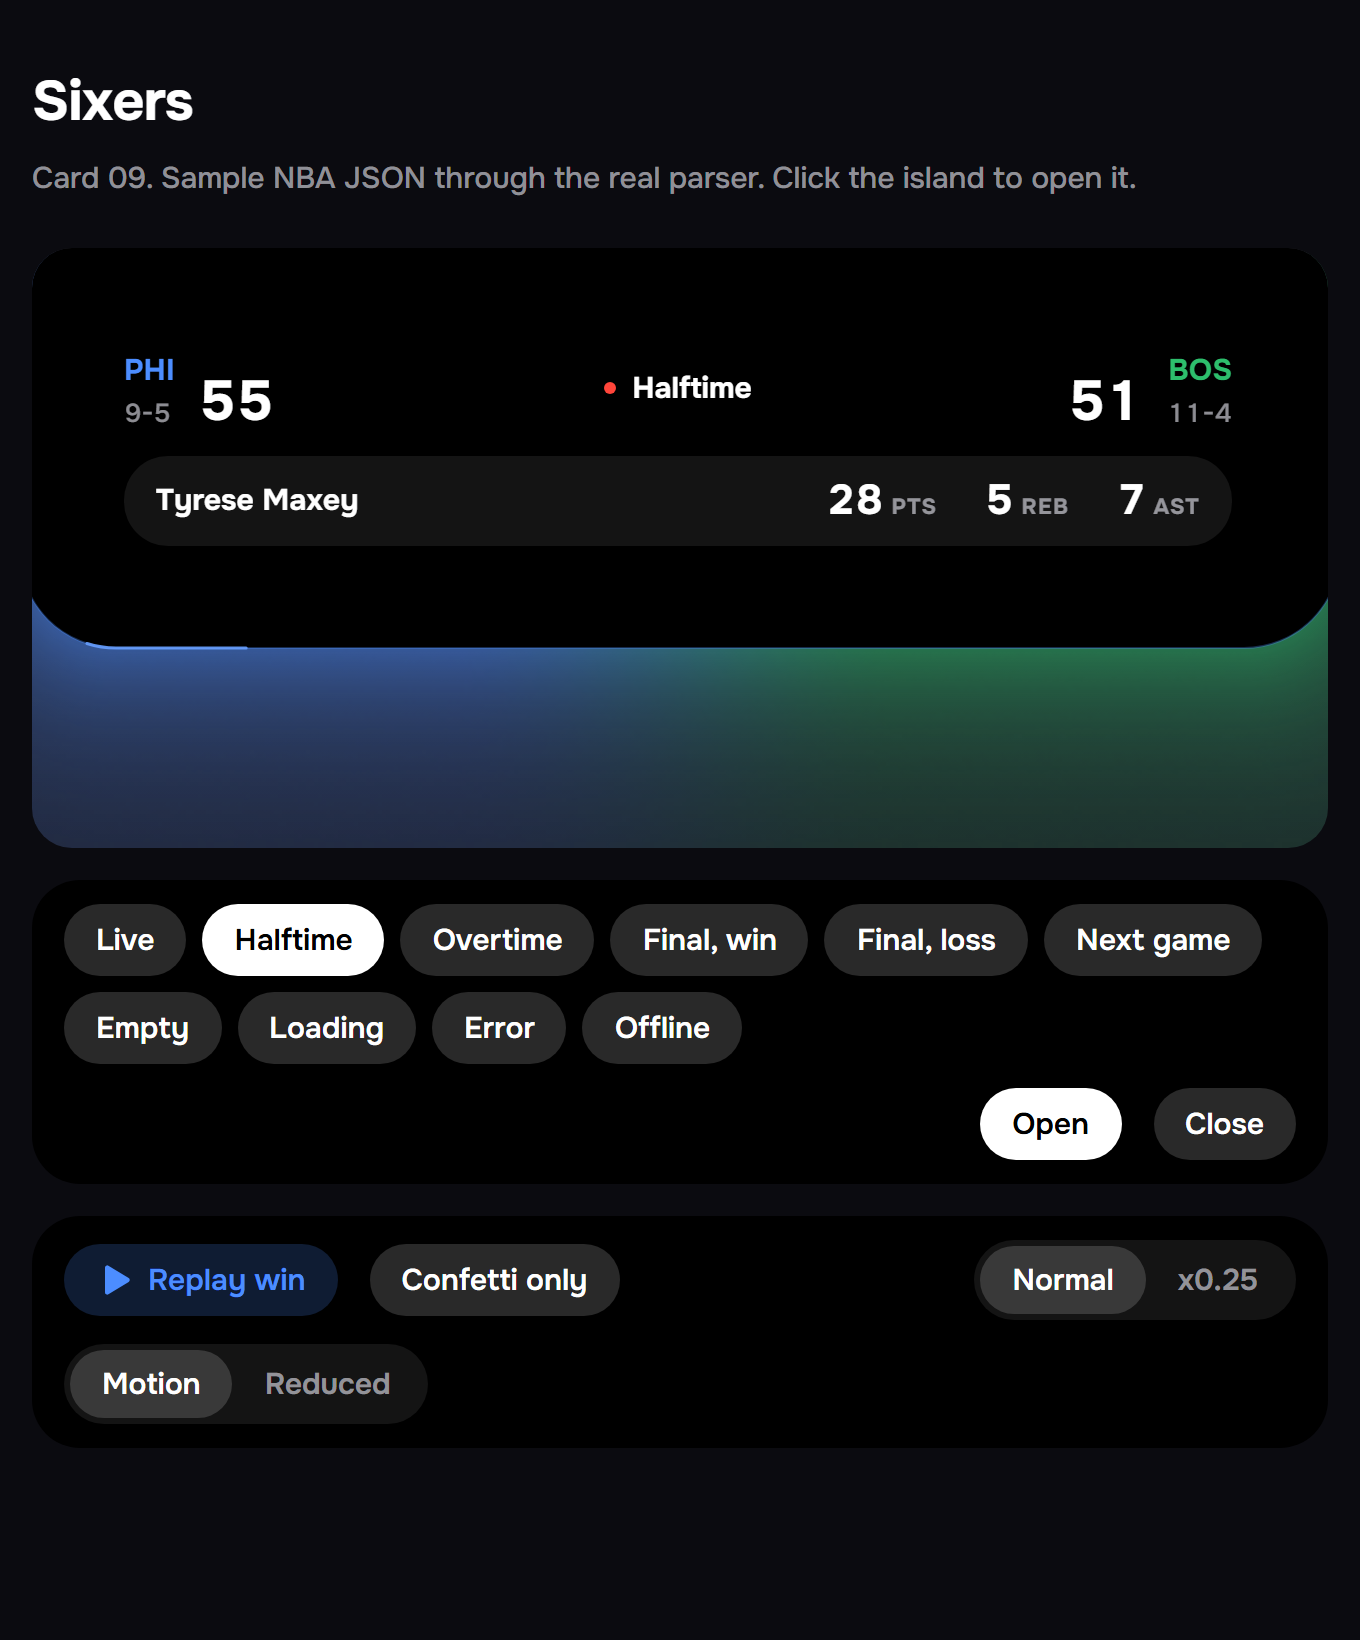 Sixers
Card 09. Sample NBA JSON through the real parser. Click the island to open it.
PHI
9-5
55
Halftime
51
BOS
11-4
Tyrese Maxey 28 PTS 5 REB 7 AST
Live Halftime Overtime Final, win Final, loss Next game
Empty Loading Error Offline
Open Close
Replay win Confetti only Normal x0.25
Motion Reduced